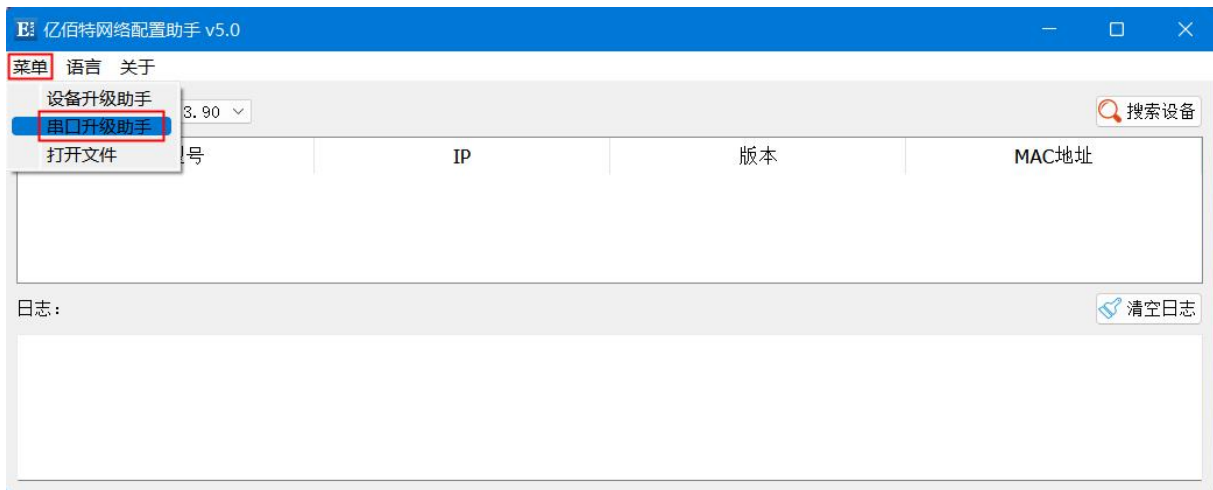 E 亿佰特网络配置助手 v5.0
菜单 语言 关于
设备升级助手
3.90 搜索设备
串口升级助手
打开文件 号 IP 版本 MAC地址
日志： 清空日志